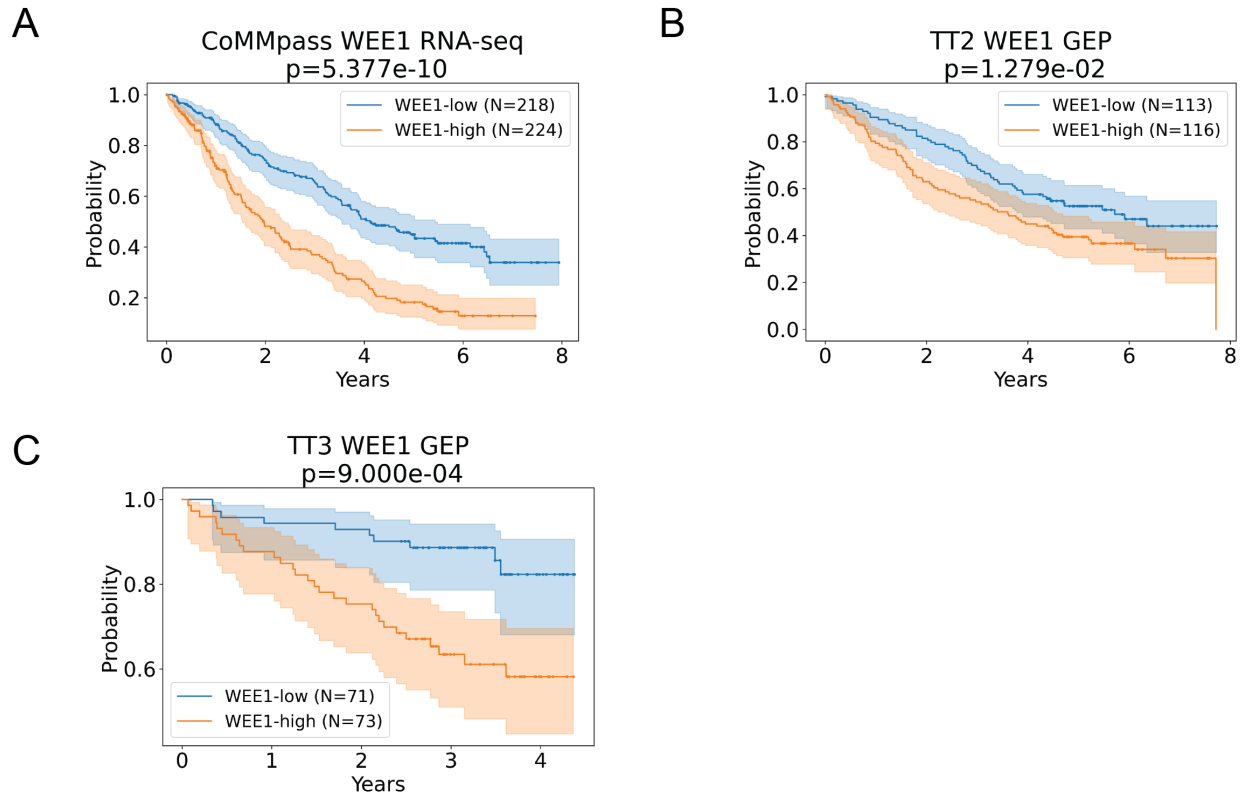 A
CoMMpass WEE1 RNA-seq
p=5.377e-10
WEE1-low (N=218)
WEE1-high (N=224)
1.0
0.8
0.6
0.4
0.2
Probability
0 2 4 6 8
Years
B
TT2 WEE1 GEP
p=1.279e-02
WEE1-low (N=113)
WEE1-high (N=116)
1.0
0.8
0.6
0.4
0.2
0.0
Probability
0 2 4 6 8
Years
C
TT3 WEE1 GEP
p=9.000e-04
1.0
0.8
0.6
Probability
WEE1-low (N=71)
WEE1-high (N=73)
0 1 2 3 4
Years